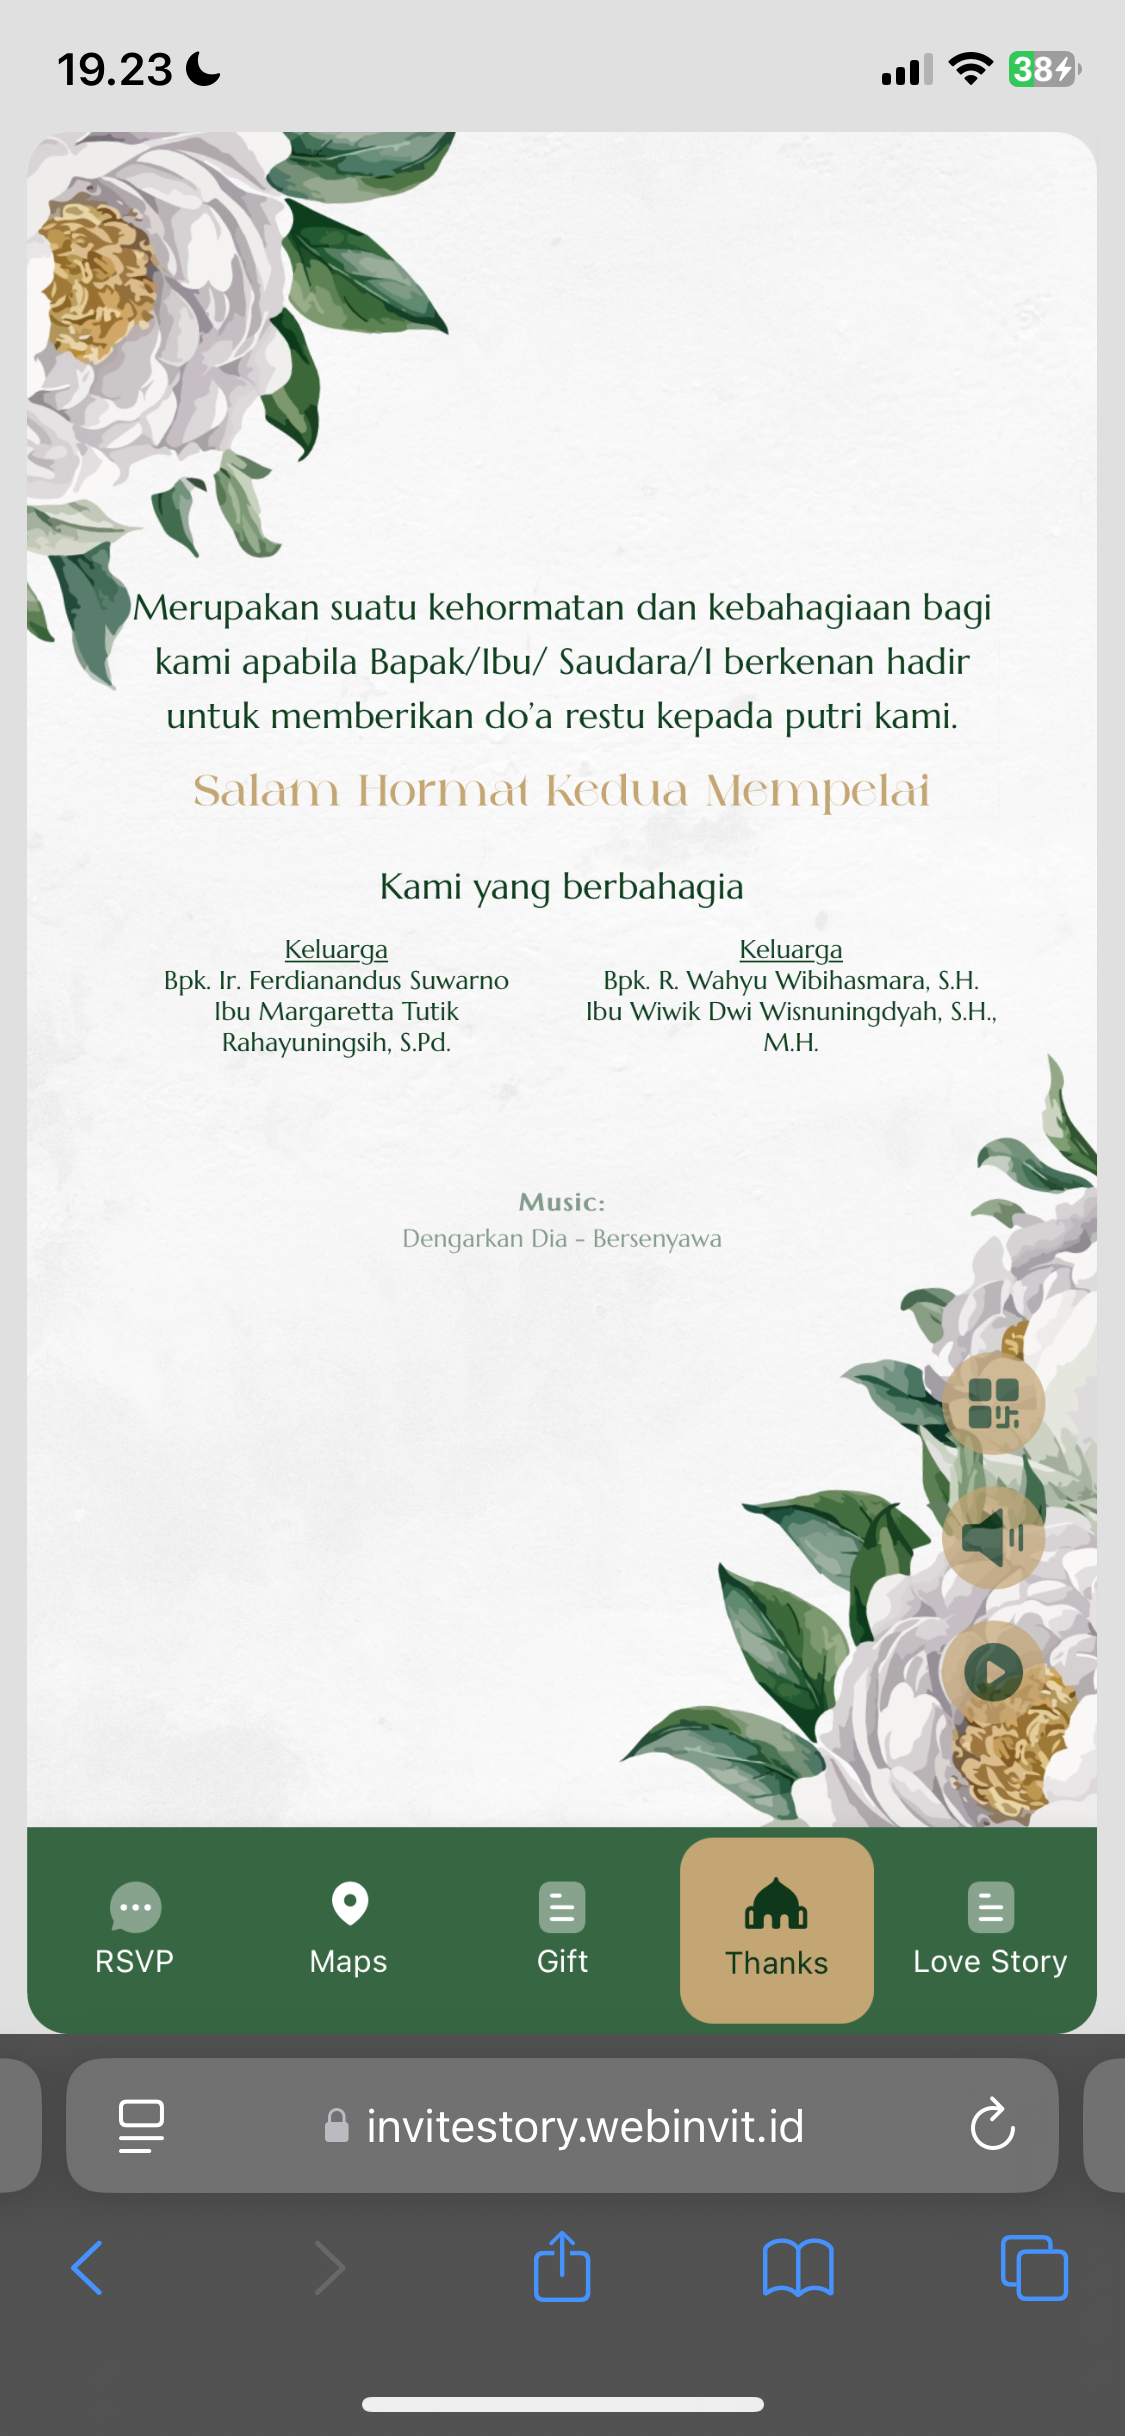 19.23
38
Merupakan suatu kehormatan dan kebahagiaan bagi
kami apabila Bapak/Ibu/ Saudara/I berkenan hadir
untuk memberikan do’a restu kepada putri kami.
Salam Hormat Kedua Mempelai
Kami yang berbahagia
Keluarga
Bpk. Ir. Ferdianandus Suwarno
Ibu Margaretta Tutik
Rahayuningsih, S.Pd.
Keluarga
Bpk. R. Wahyu Wibihasmara, S.H.
Ibu Wiwik Dwi Wisnuningdyah, S.H.,
M.H.
Music:
Dengarkan Dia - Bersenyawa
RSVP
Maps
Gift
Thanks
Love Story
invitestory.webinvit.id